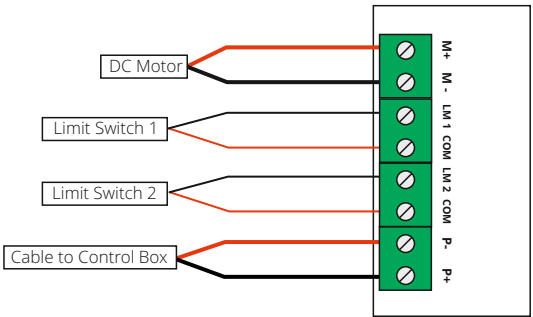 DC Motor
Limit Switch 1
Limit Switch 2
Cable to Control Box
M+
M -
LM 1
COM
LM 2
COM
P-
P+